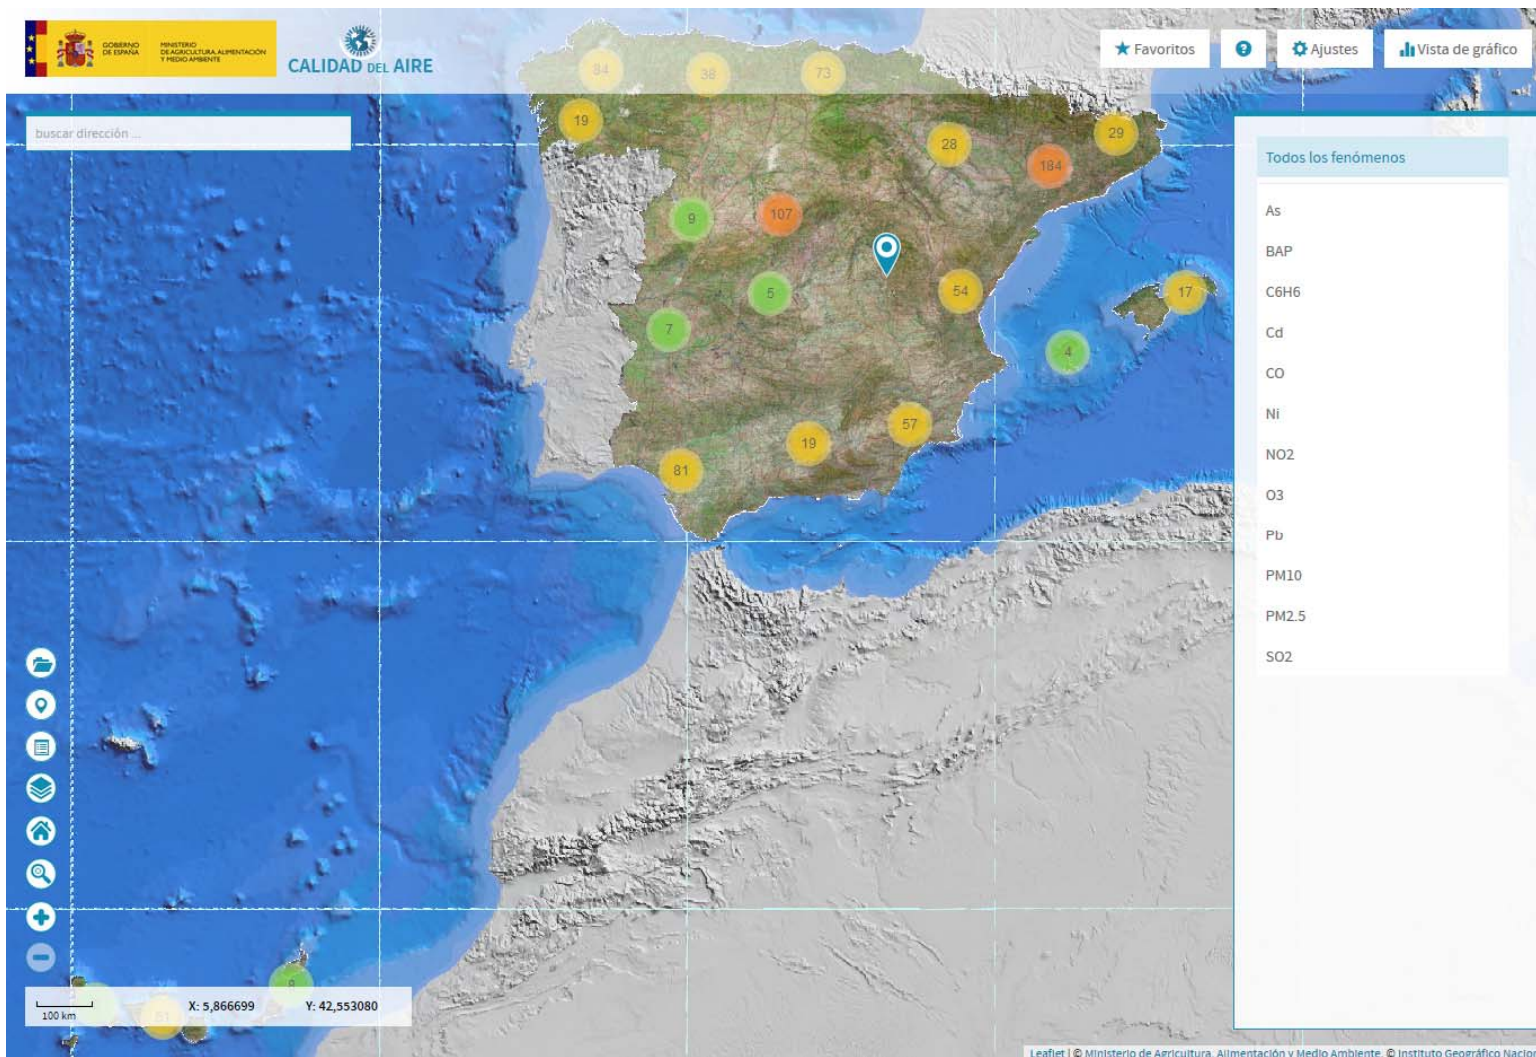 GOBIERNO
DE ESPAÑA
MINISTERIO
DE AGRICULTURA, ALIMENTACIÓN
Y MEDIO AMBIENTE
CALIDAD DEL AIRE
Favoritos
?
Ajustes
Vista de gráfico
buscar dirección ...
84
38
73
19
28
29
184
9
107
5
54
17
7
4
57
19
81
Todos los fenómenos
As
BAP
C6H6
Cd
CO
Ni
NO2
O3
Pb
PM10
PM2.5
SO2
8
51
100 km
X: 5,866699
Y: 42,553080
Leaflet | © Ministerio de Agricultura, Alimentación y Medio Ambiente, © Instituto Geográfico